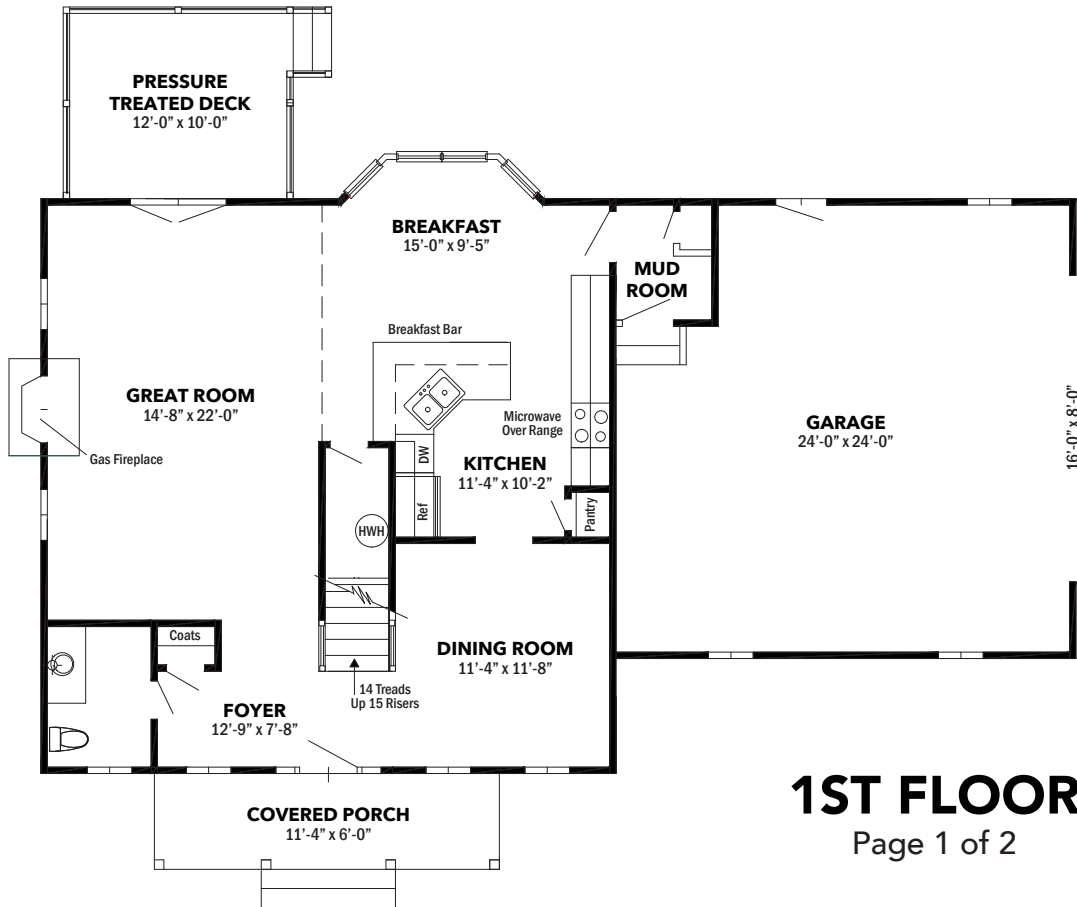 PRESSURE
TREATED DECK
12’-0” x 10’-0”
BREAKFAST
15’-0” x 9’-5”
MUD
ROOM
Breakfast Bar
GREAT ROOM
14’-8” x 22’-0”
Microwave
Over Range
GARAGE
24’-0” x 24’-0”
16’-0” x 8’-0”
Gas Fireplace
DW
KITCHEN
11’-4” x 10’-2”
Ref
Pantry
HWH
Coats
DINING ROOM
11’-4” x 11’-8”
14 Treads
Up 15 Risers
FOYER
12’-9” x 7’-8”
COVERED PORCH
11’-4” x 6’-0”
1ST FLOOR
Page 1 of 2